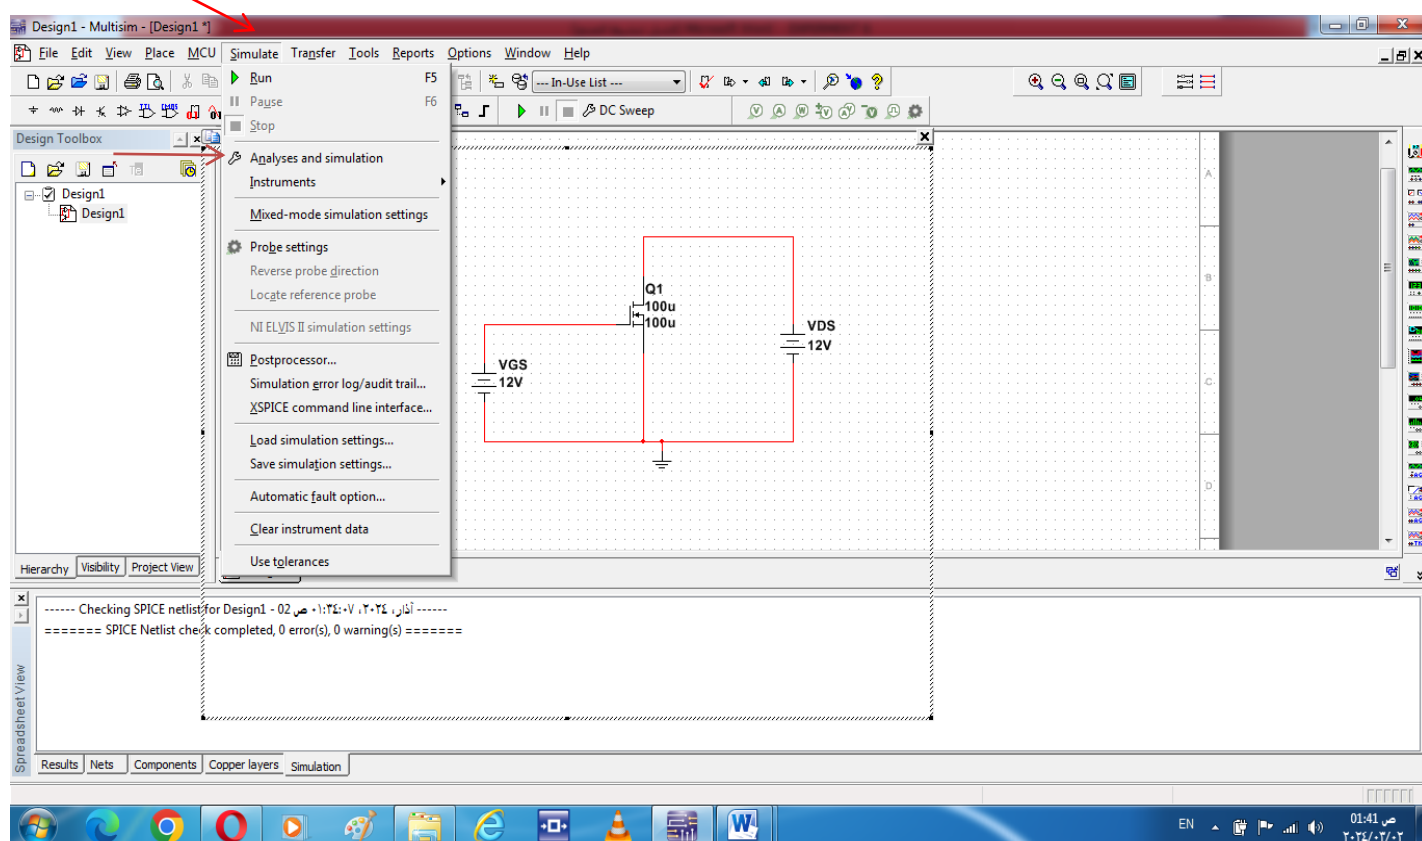 Design1 - Multisim - [Design1 *]
File Edit View Place MCU Simulate Transfer Tools Reports Options Window Help
Run F5
Pause F6
Stop
Analyses and simulation
Instruments
Mixed-mode simulation settings
Probe settings
Reverse probe direction
Locate reference probe
NI ELVIS II simulation settings
Postprocessor...
Simulation error log/audit trail...
XSPICE command line interface...
Load simulation settings...
Save simulation settings...
Automatic fault option...
Clear instrument data
Use tolerances
--- In-Use List ---
DC Sweep
Design Toolbox
Design1
Design1
Hierarchy Visibility Project View
Q1
100u
100u
VDS
12V
VGS
12V
A
B
C
D
------ Checking SPICE netlist for Design1 - 02 آذار، ٢٠٢٤، ٠١:٣٤:٠٧ ص ------
======= SPICE Netlist check completed, 0 error(s), 0 warning(s) =======
Spreadsheet View
Results Nets Components Copper layers Simulation
EN
01:41 ص
٢٠٢٤/٠٣/٠٢